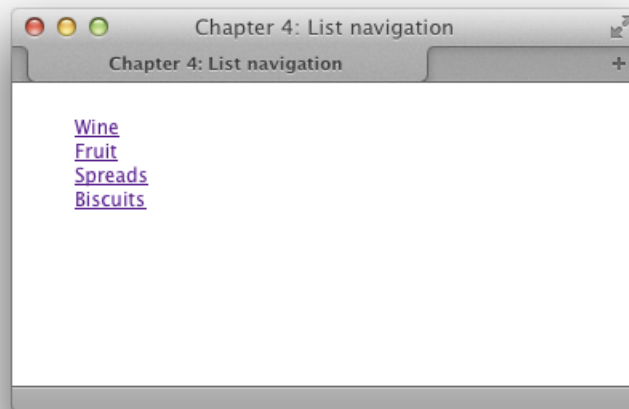 Chapter 4: List navigation
Chapter 4: List navigation
Wine
Fruit
Spreads
Biscuits